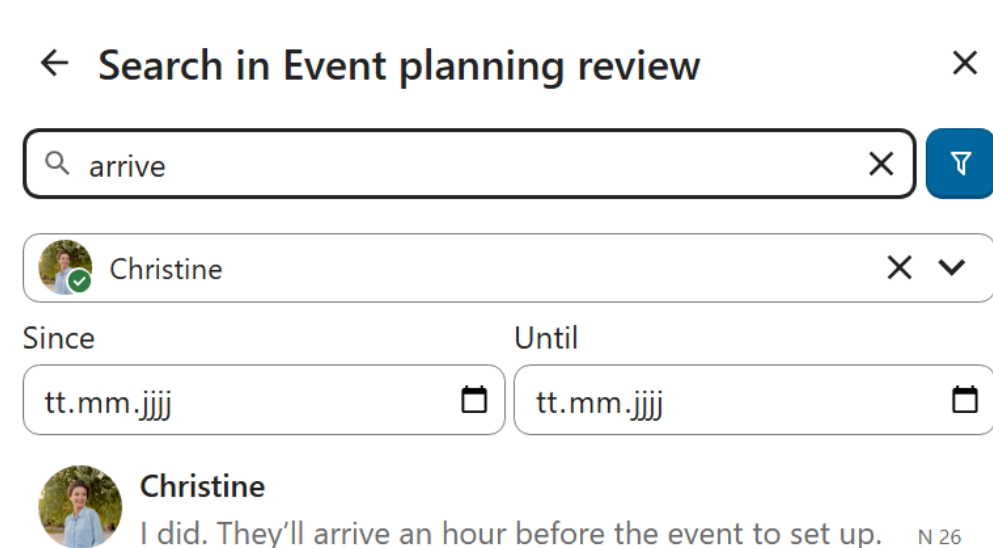 Search in Event planning review
arrive
Christine
Since Until
tt.mm.jjjj tt.mm.jjjj
Christine
I did. They’ll arrive an hour before the event to set up. N 26